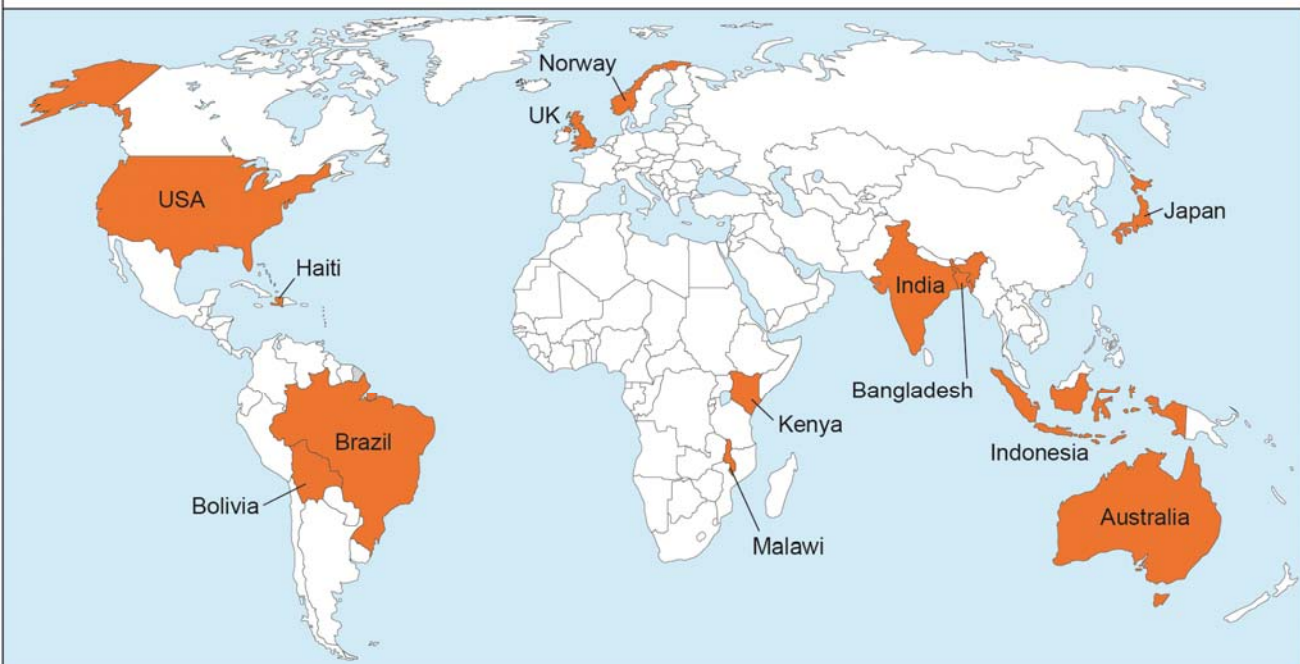 Norway
UK
USA
Japan
Haiti
India
Bangladesh
Kenya
Brazil
Indonesia
Bolivia
Australia
Malawi